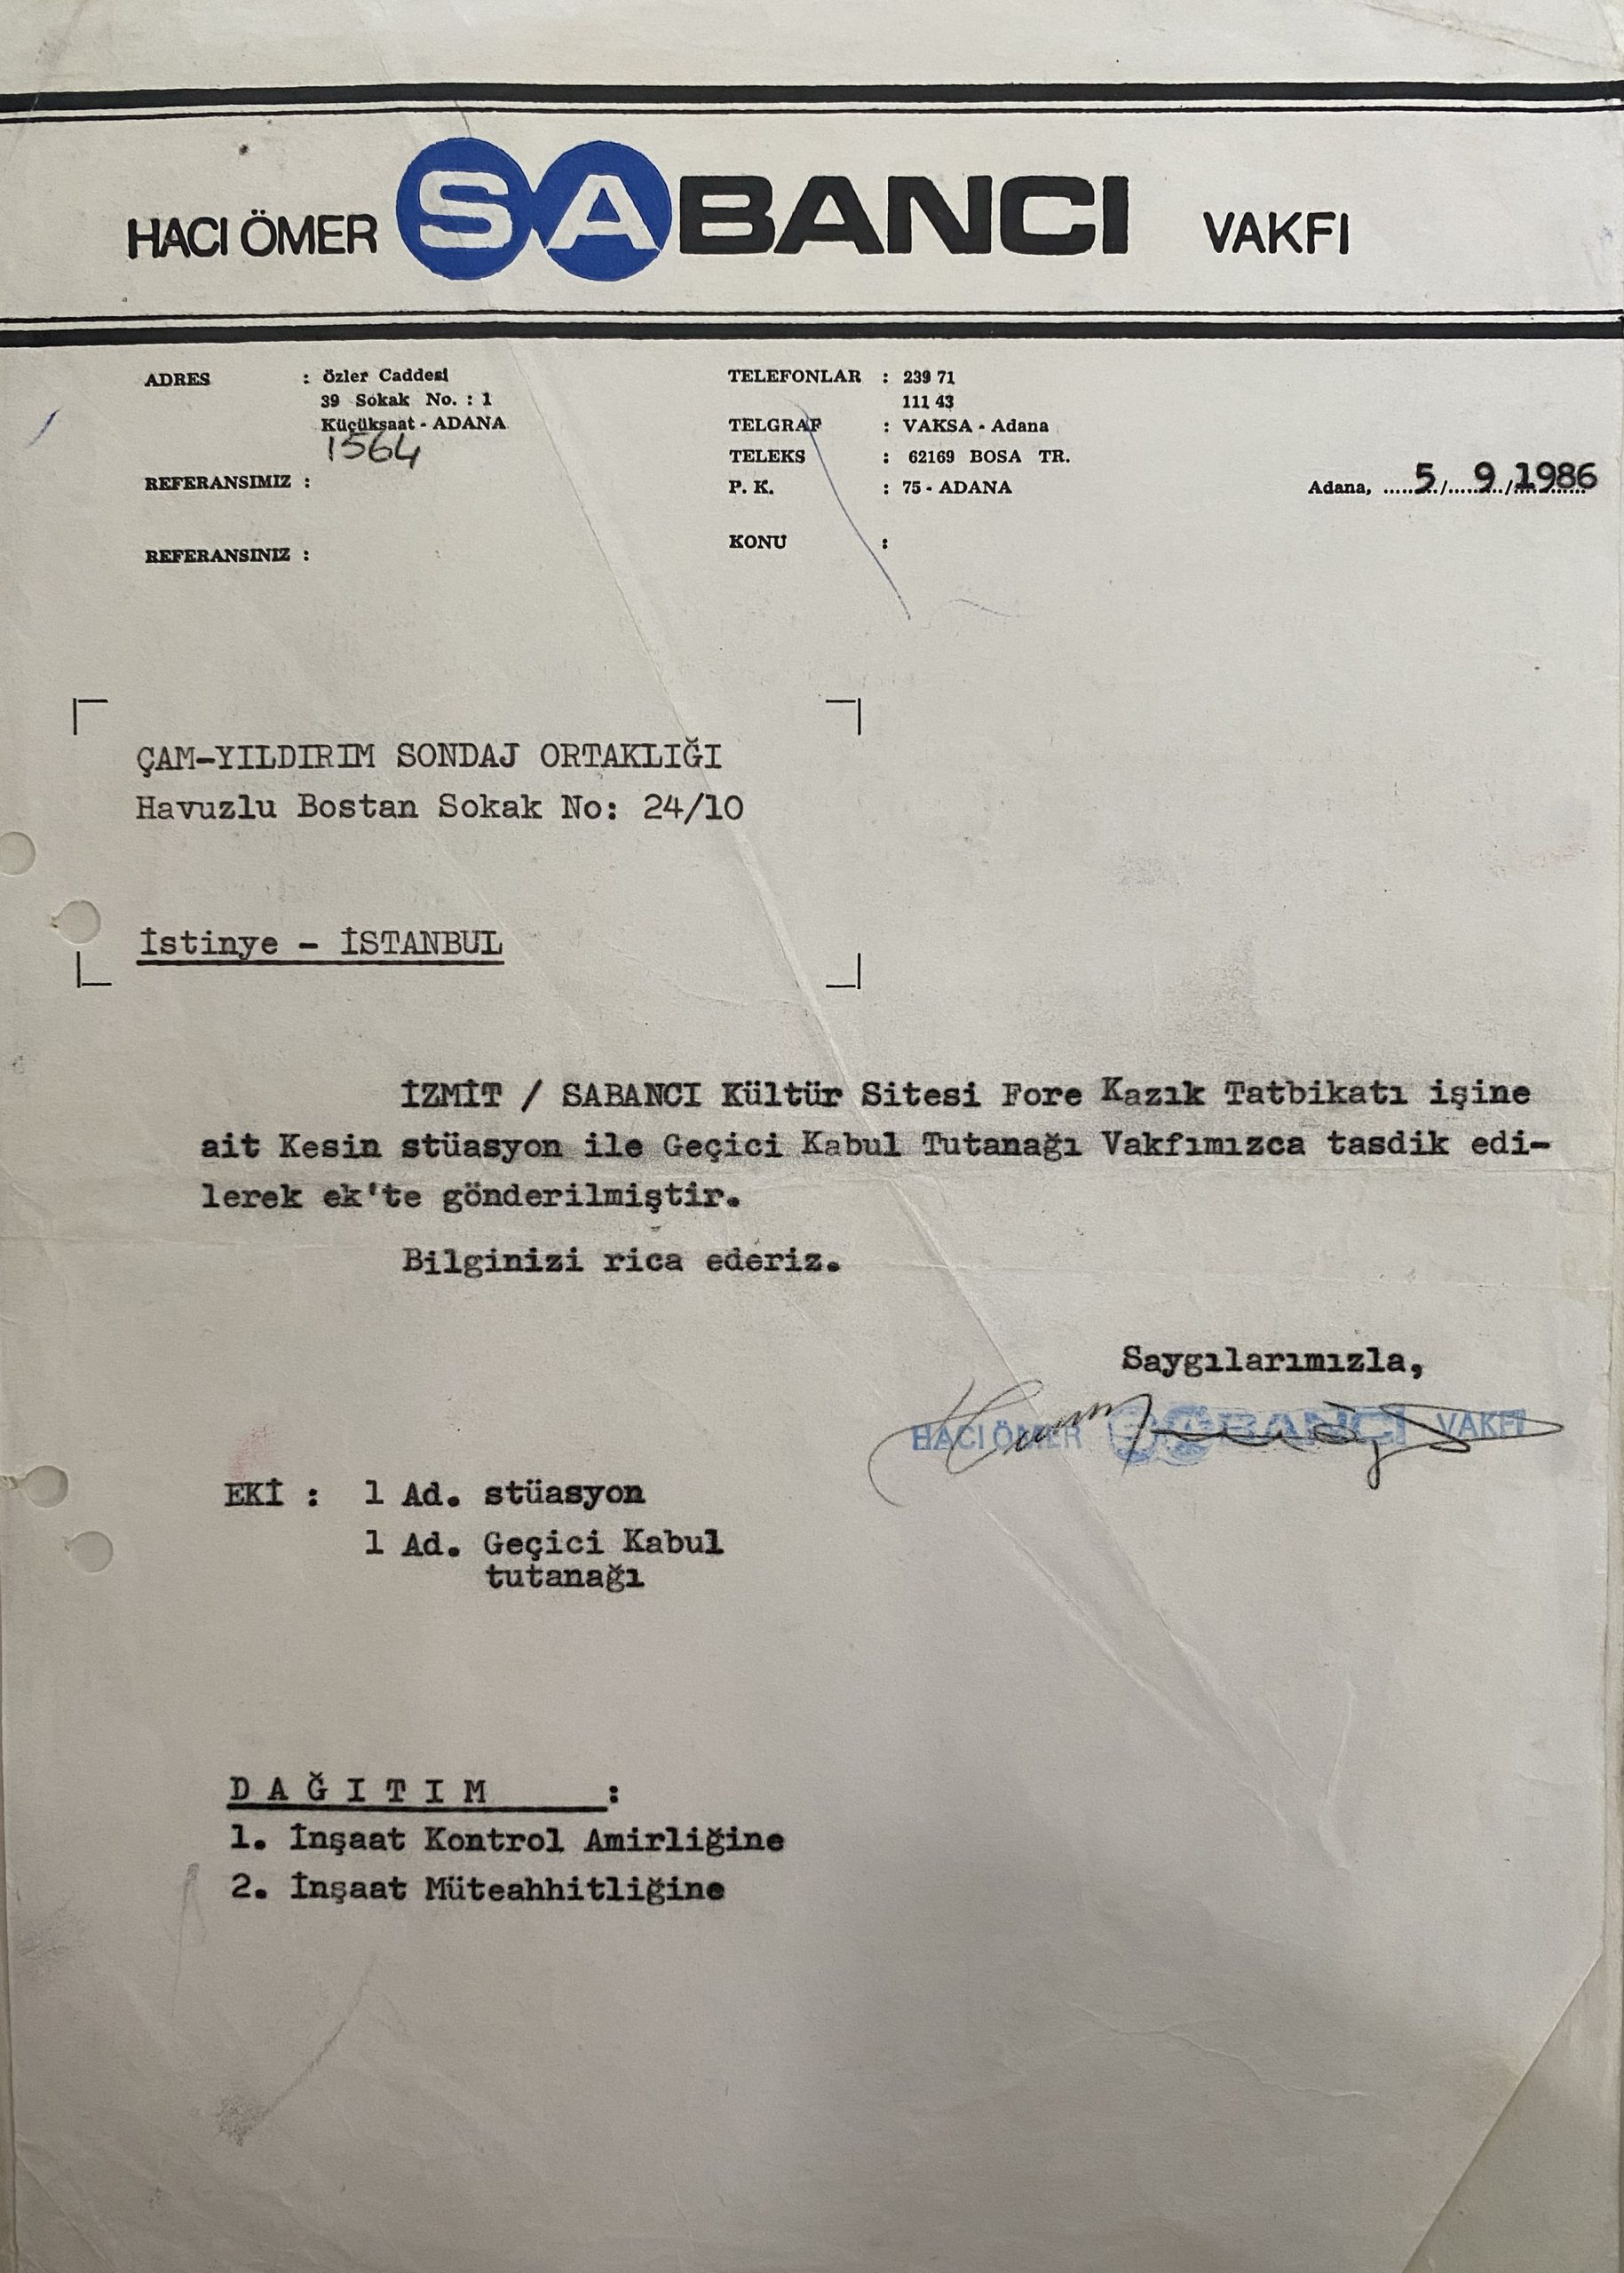 HACI ÖMER SABANCI VAKFI
ADRES : Özler Caddesi
39 Sokak No. : 1
Küçüksaat - ADANA
1564
REFERANSIMIZ :
REFERANSINIZ :
TELEFONLAR : 239 71
111 43
TELGRAF : VAKSA - Adana
TELEKS : 62169 BOSA TR.
P. K. : 75 - ADANA
KONU :
Adana, .....5./.....9../1986
ÇAM-YILDIRIM SONDAJ ORTAKLIĞI
Havuzlu Bostan Sokak No: 24/10
İstinye - İSTANBUL
İZMİT / SABANCI Kültür Sitesi Fore Kazık Tatbikatı işine
ait Kesin stüasyon ile Geçici Kabul Tutanağı Vakfımızca tasdik edi-
lerek ek'te gönderilmiştir.
Bilginizi rica ederiz.
Saygılarımızla,
HACI ÖMER SABANCI VAKFI
EKİ : 1 Ad. stüasyon
1 Ad. Geçici Kabul
tutanağı
D A Ğ I T I M :
1. İnşaat Kontrol Amirliğine
2. İnşaat Müteahhitliğine